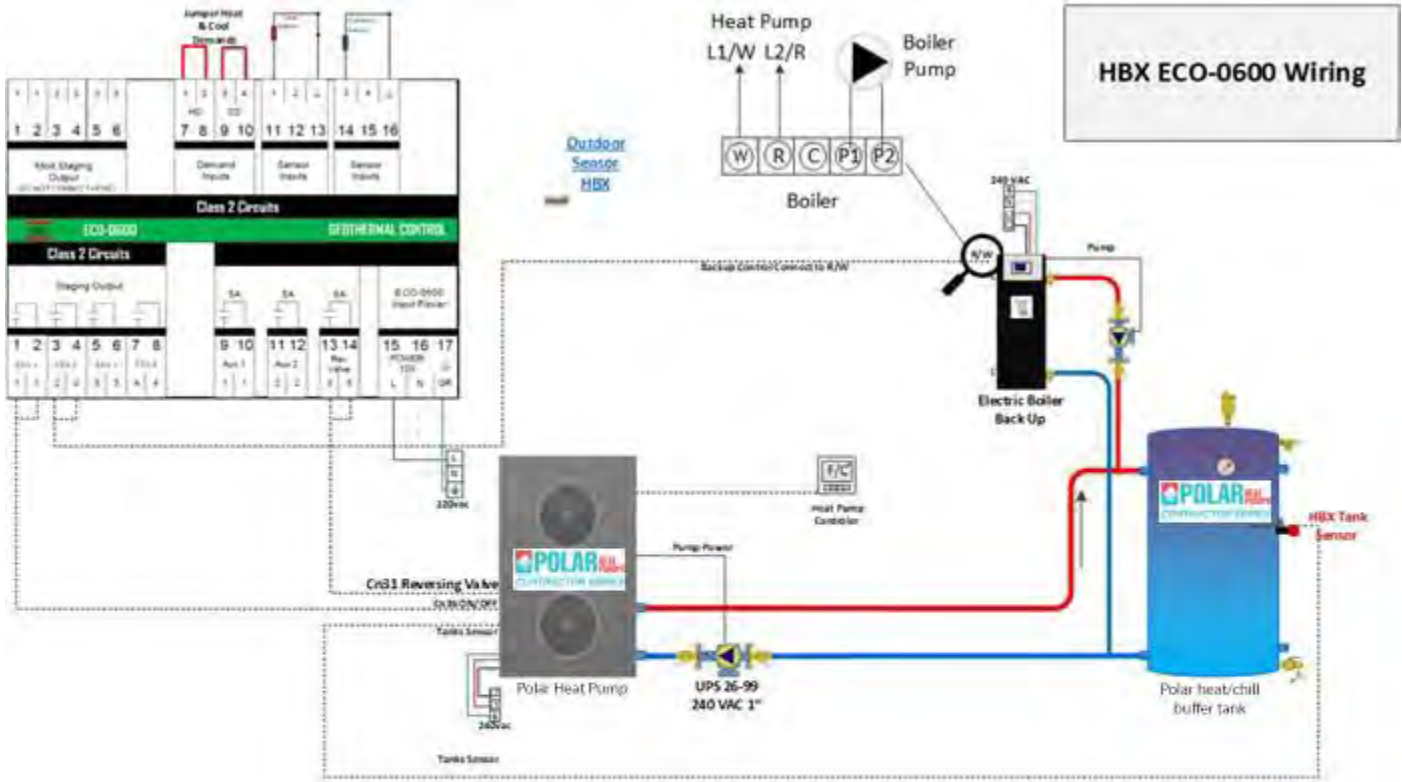 Jumper Heat
& Cool
Demands
Heat Pump
L1/W L2/R
Boiler
Pump
HBX ECO-0600 Wiring
HD
CD
1 2 3 4 5 6
7 8 9 10
11 12 13
14 15 16
Output
Demand
Inputs
Sensor
Inputs
Sensor
Inputs
Class 2 Circuits
ECO-0600
GEOTHERMAL CONTROL
Class 2 Circuits
Staging Output
ECO-0600
Input Power
1 2 3 4 5 6 7 8
9 10
11 12
13 14
15 16 17
Aux 1
Aux 2
Rev
Valve
POWER
L N GR
Outdoor
Sensor
HBX
W R C P1 P2
Boiler
240 VAC
R/W
Pump
Backup Control Connect to R/W
Electric Boiler
Back Up
L
N
120vac
F/C
Heat Pump
Controller
POLAR
CONTRACTOR SERIES
Pump Power
Cn31 Reversing Valve
ON/OFF
Tanks Sensor
240vac
Polar Heat Pump
UPS 26-99
240 VAC 1"
POLAR
CONTRACTOR SERIES
HBX Tank
Sensor
Polar heat/chill
buffer tank
Tanks Sensor